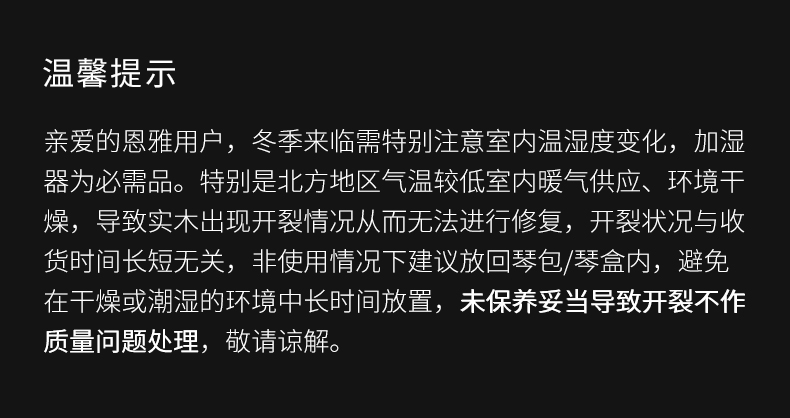 温馨提示
亲爱的恩雅用户，冬季来临需特别注意室内温湿度变化，加湿
器为必需品。特别是北方地区气温较低室内暖气供应、环境干
燥，导致实木出现开裂情况从而无法进行修复，开裂状况与收
货时间长短无关，非使用情况下建议放回琴包/琴盒内，避免
在干燥或潮湿的环境中长时间放置，未保养妥当导致开裂不作
质量问题处理，敬请谅解。